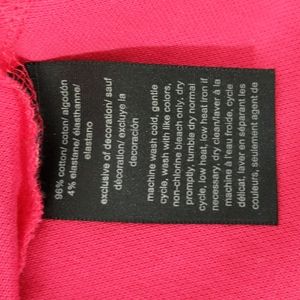 96% cotton/ coton/ algodón
4% elastane/ élasthanne/
elastano
exclusive of decoration/ sauf
décoration/ excluye la
decoración
machine wash cold, gentle
cycle, wash with like colors,
non-chlorine bleach only, dry
promptly, tumble dry normal
cycle, low heat, low heat iron if
necessary, dry clean/laver à la
machine à l'eau froide, cycle
délicat, laver en séparant les
couleurs, seulement agent de